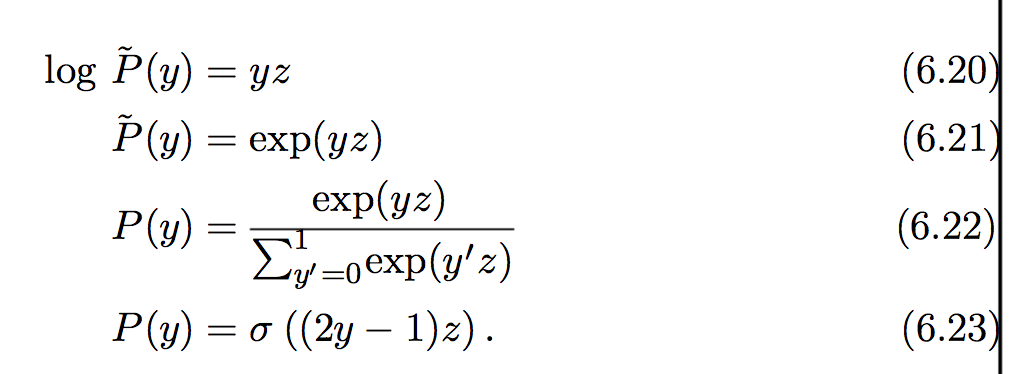 log P̃(y) = yz (6.20)
P̃(y) = exp(yz) (6.21)
P(y) = exp(yz) / ∑_{y′=0}^{1} exp(y′z) (6.22)
P(y) = σ ((2y − 1)z) . (6.23)